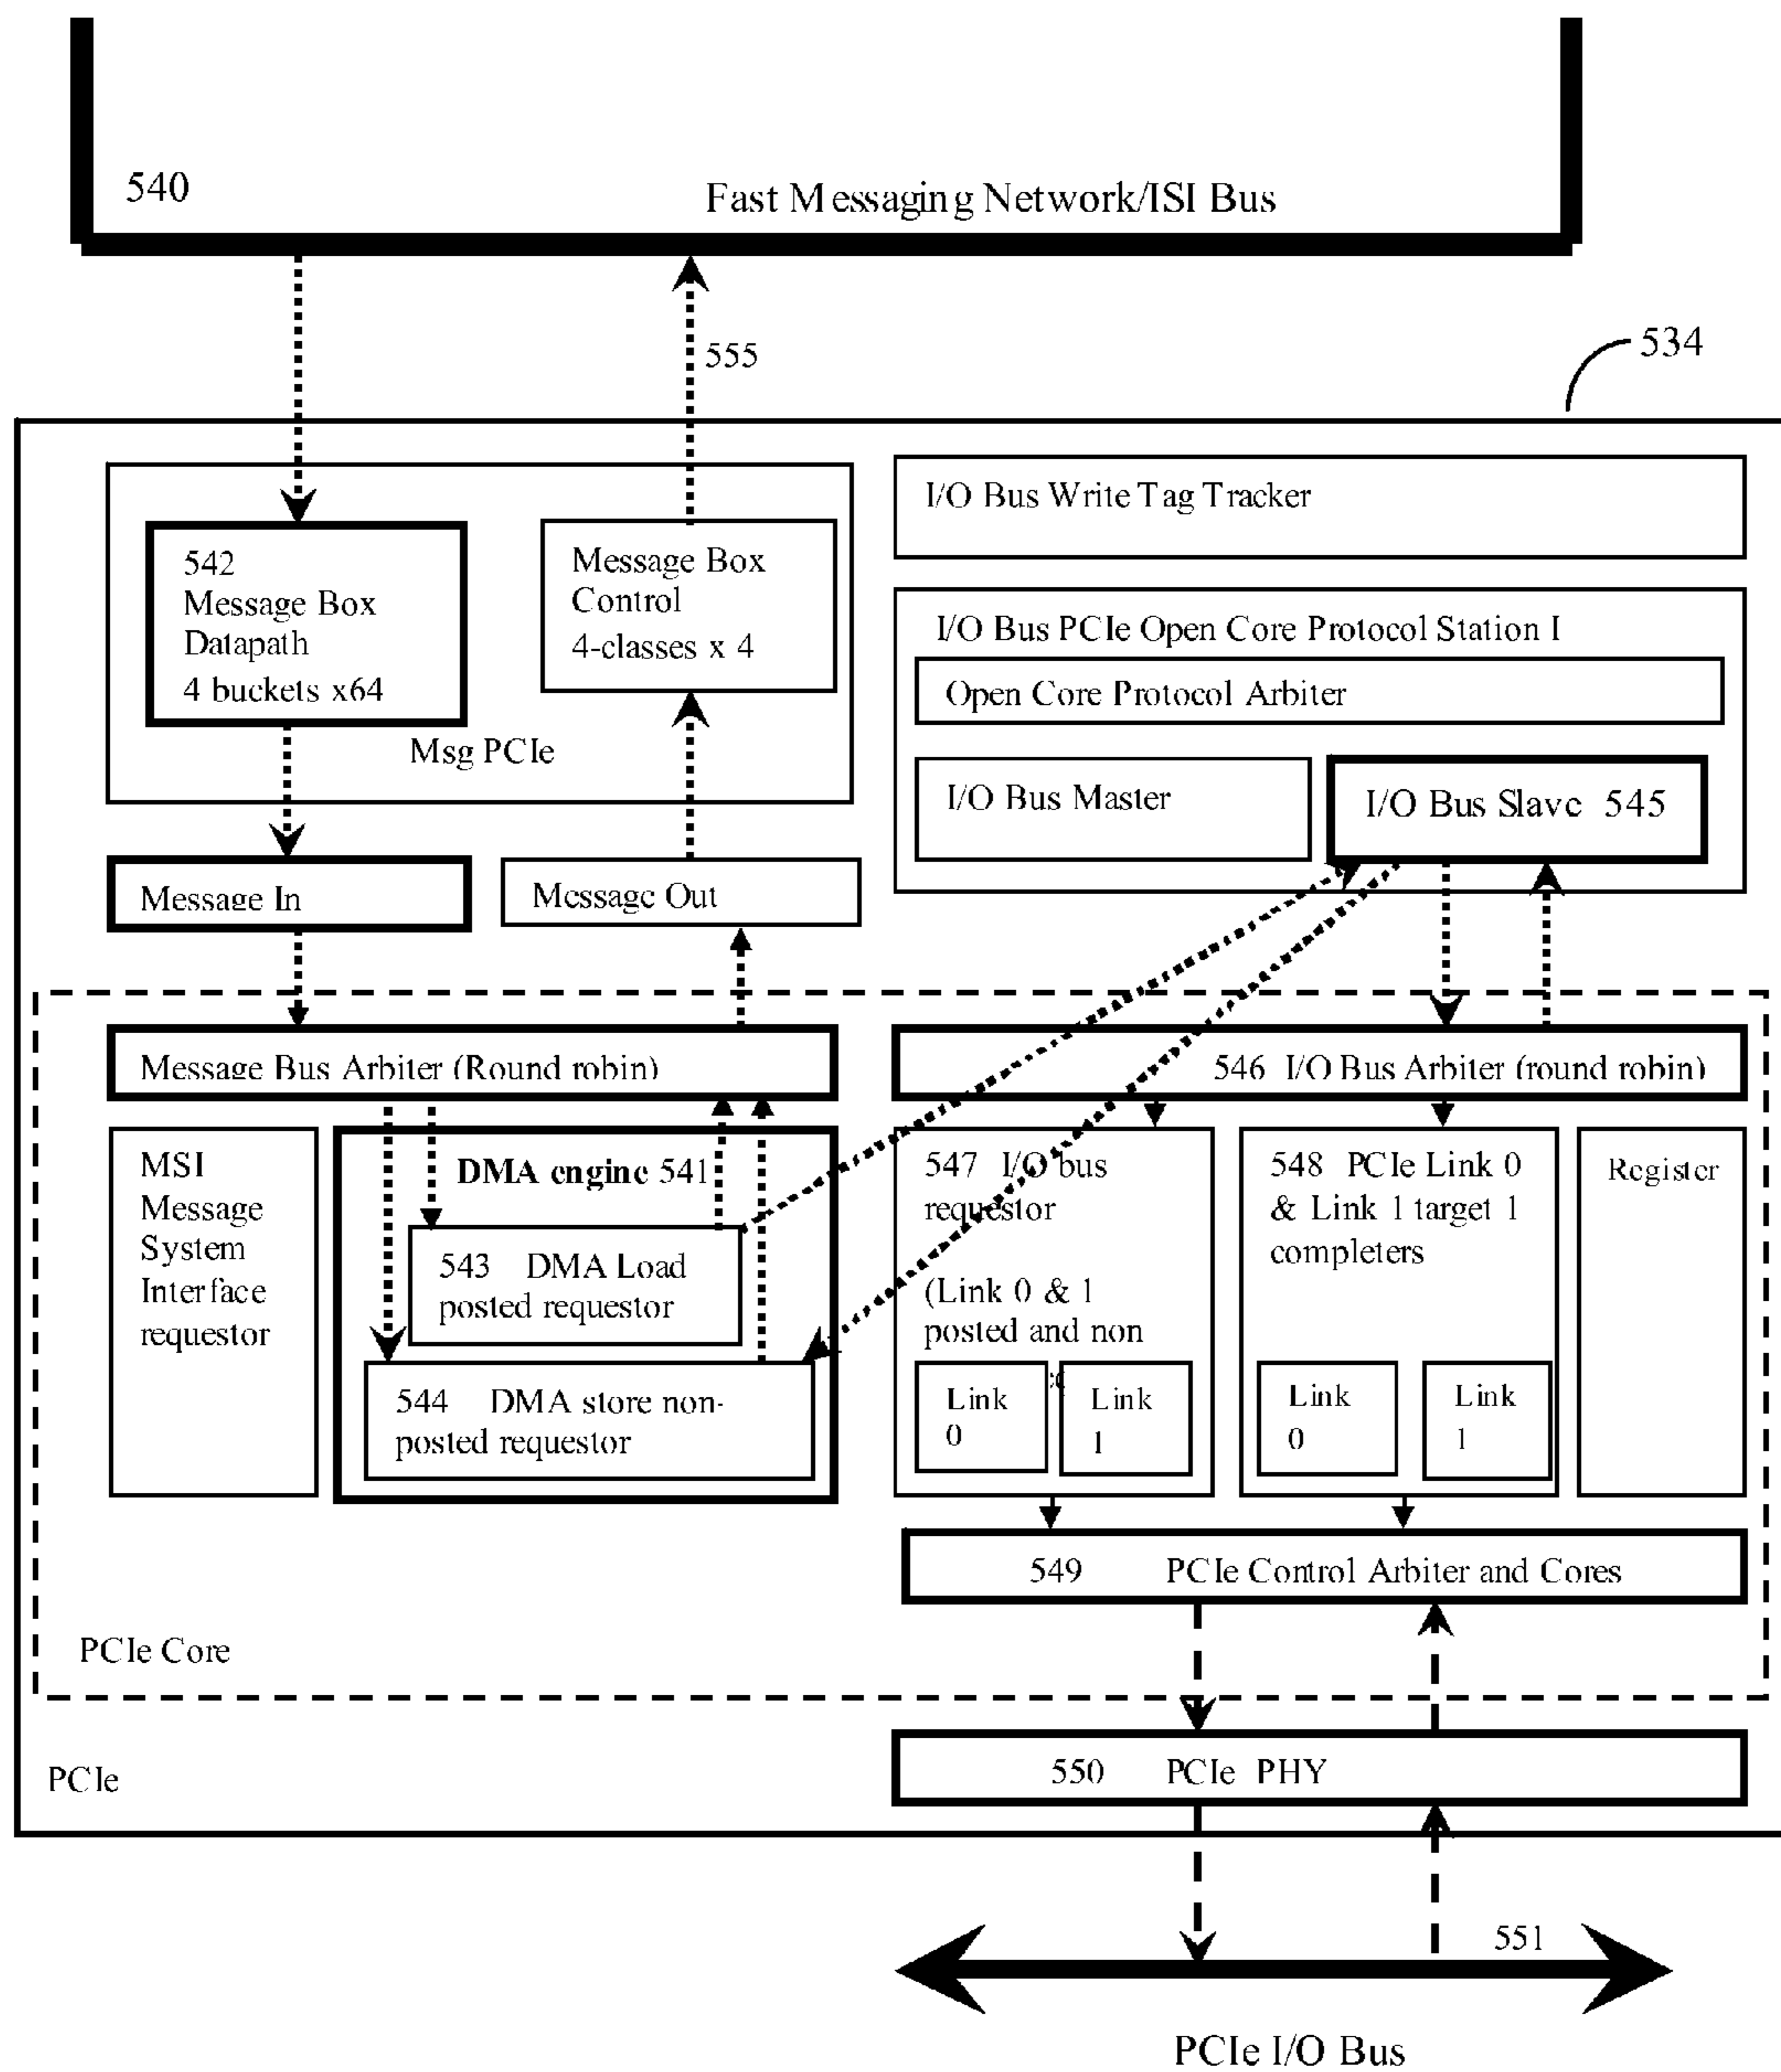 540
Fast Messaging Network/ISI Bus
555
534
542
Message Box
Datapath
4 buckets x64
Message Box
Control
4-classes x 4
Msg PCIe
I/O Bus Write Tag Tracker
I/O Bus PCIe Open Core Protocol Station I
Open Core Protocol Arbiter
I/O Bus Master
I/O Bus Slave 545
Message In
Message Out
Message Bus Arbiter (Round robin)
546 I/O Bus Arbiter (round robin)
MSI
Message
System
Interface
requestor
DMA engine 541
543 DMA Load
posted requestor
544 DMA store non-
posted requestor
547 I/O bus
requestor
(Link 0 & 1
posted and non
Link
0
Link
1
548 PCIe Link 0
& Link 1 target 1
completers
Link
0
Link
1
Register
549 PCIe Control Arbiter and Cores
PCIe Core
550 PCIe PHY
PCIe
551
PCIe I/O Bus